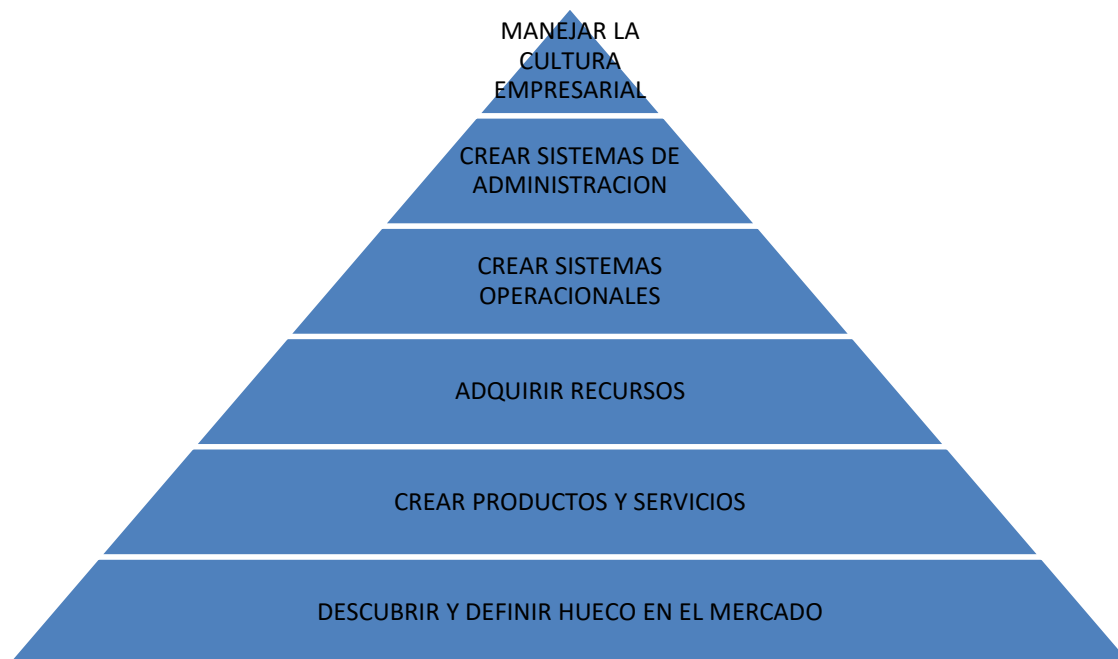 MANEJAR LA
CULTURA
EMPRESARIAL
CREAR SISTEMAS DE
ADMINISTRACION
CREAR SISTEMAS
OPERACIONALES
ADQUIRIR RECURSOS
CREAR PRODUCTOS Y SERVICIOS
DESCUBRIR Y DEFINIR HUECO EN EL MERCADO